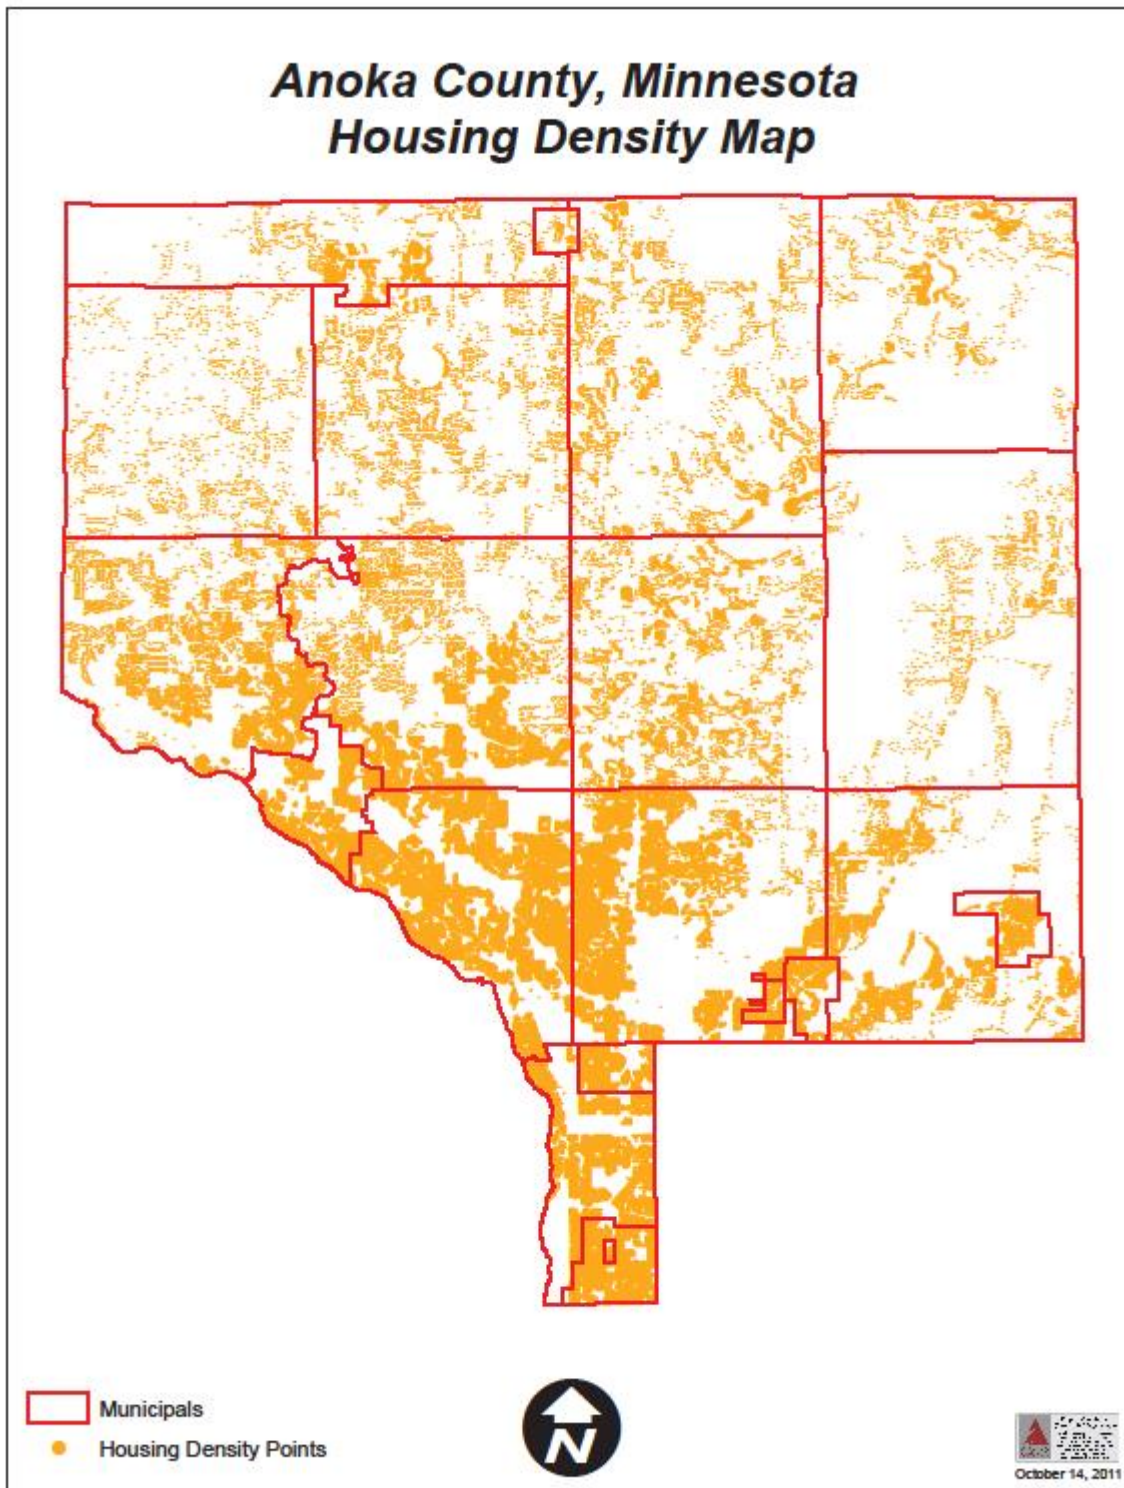 Anoka County, Minnesota
Housing Density Map
Municipals
Housing Density Points
N
October 14, 2011